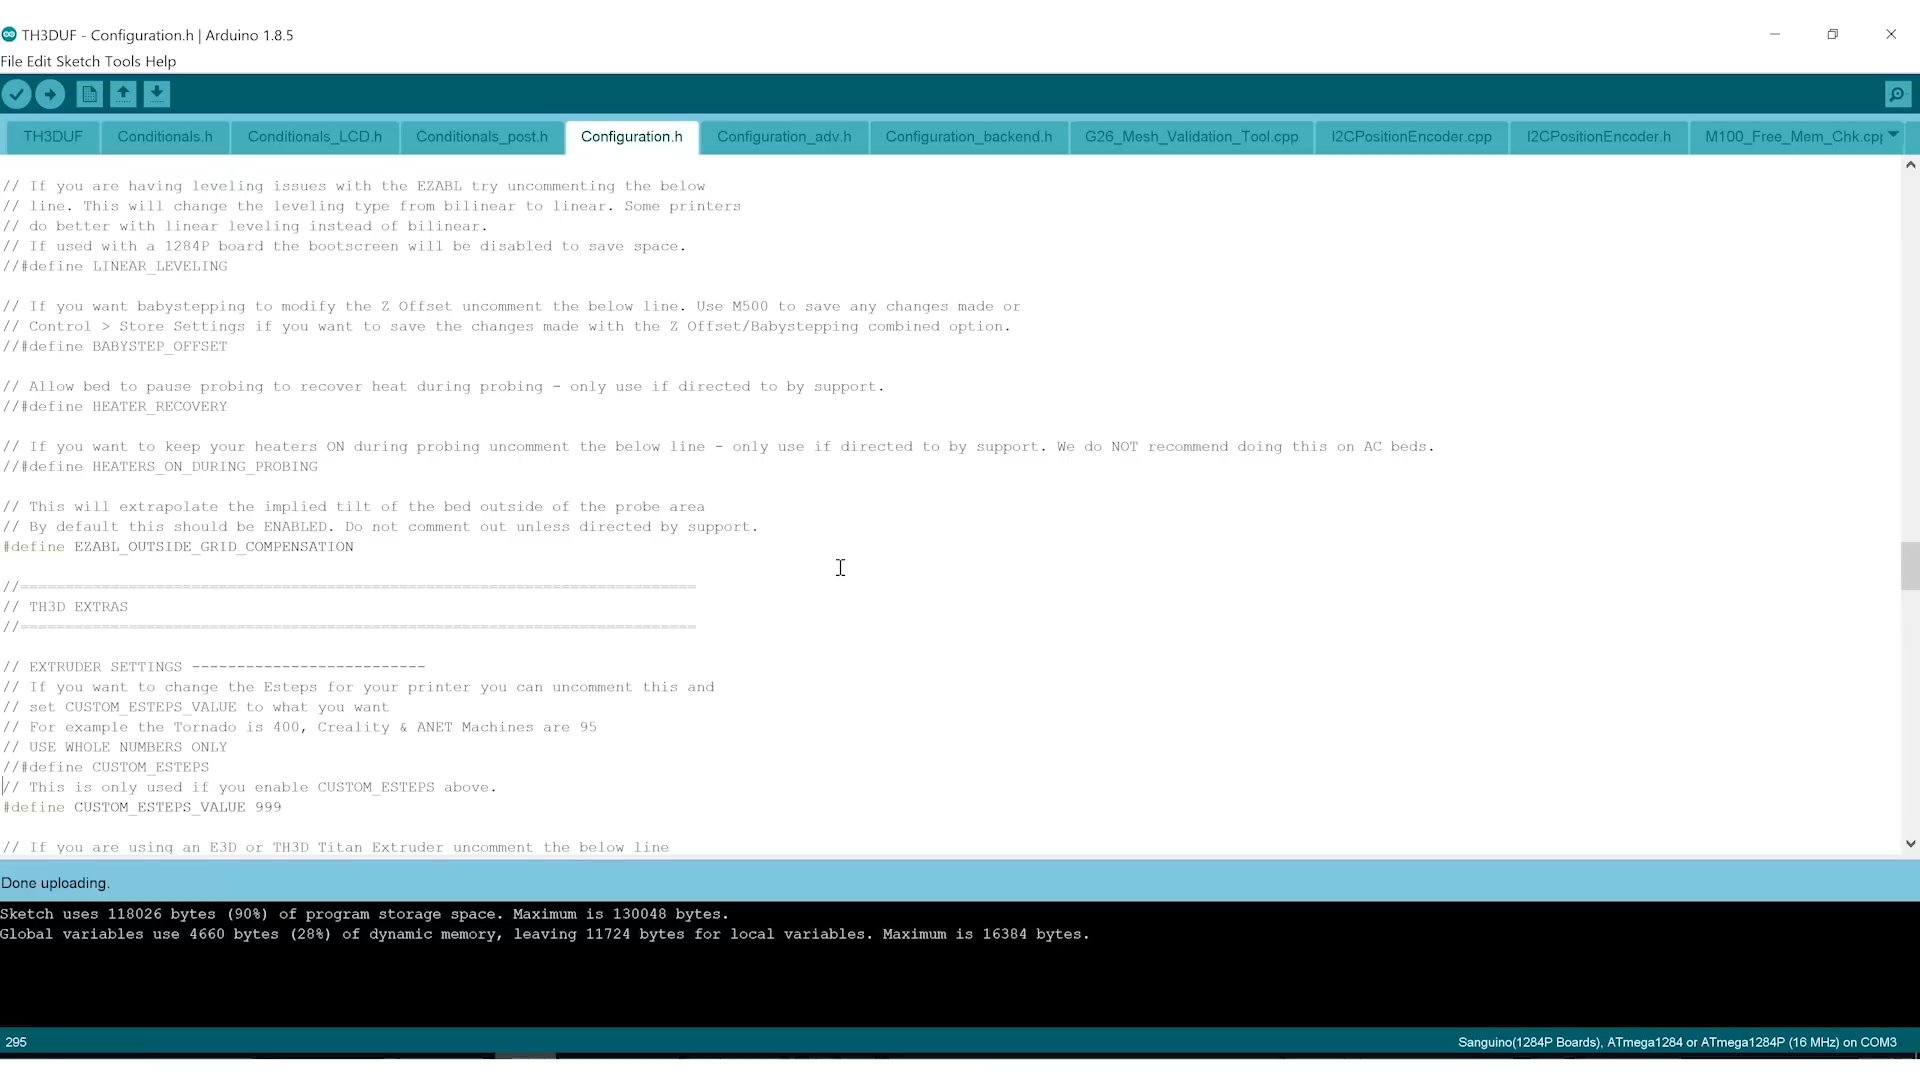 TH3DUF - Configuration.h | Arduino 1.8.5
File Edit Sketch Tools Help
TH3DUF Conditionals.h Conditionals_LCD.h Conditionals_post.h Configuration.h Configuration_adv.h Configuration_backend.h G26_Mesh_Validation_Tool.cpp I2CPositionEncoder.cpp I2CPositionEncoder.h M100_Free_Mem_Chk.cpp
// If you are having leveling issues with the EZABL try uncommenting the below
// line. This will change the leveling type from bilinear to linear. Some printers
// do better with linear leveling instead of bilinear.
// If used with a 1284P board the bootscreen will be disabled to save space.
//#define LINEAR_LEVELING
// If you want babystepping to modify the Z Offset uncomment the below line. Use M500 to save any changes made or
// Control > Store Settings if you want to save the changes made with the Z Offset/Babystepping combined option.
//#define BABYSTEP_OFFSET
// Allow bed to pause probing to recover heat during probing - only use if directed to by support.
//#define HEATER_RECOVERY
// If you want to keep your heaters ON during probing uncomment the below line - only use if directed to by support. We do NOT recommend doing this on AC beds.
//#define HEATERS_ON_DURING_PROBING
// This will extrapolate the implied tilt of the bed outside of the probe area
// By default this should be ENABLED. Do not comment out unless directed by support.
#define EZABL_OUTSIDE_GRID_COMPENSATION
//===========================================================================
// TH3D EXTRAS
//===========================================================================
// EXTRUDER SETTINGS --------------------------
// If you want to change the Esteps for your printer you can uncomment this and
// set CUSTOM_ESTEPS_VALUE to what you want
// For example the Tornado is 400, Creality & ANET Machines are 95
// USE WHOLE NUMBERS ONLY
//#define CUSTOM_ESTEPS
// This is only used if you enable CUSTOM_ESTEPS above.
#define CUSTOM_ESTEPS_VALUE 999
// If you are using an E3D or TH3D Titan Extruder uncomment the below line
Done uploading.
Sketch uses 118026 bytes (90%) of program storage space. Maximum is 130048 bytes.
Global variables use 4660 bytes (28%) of dynamic memory, leaving 11724 bytes for local variables. Maximum is 16384 bytes.
295 Sanguino(1284P Boards), ATmega1284 or ATmega1284P (16 MHz) on COM3